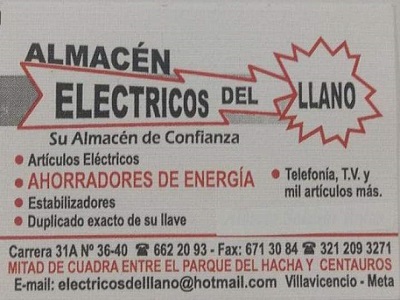 ALMACÉN
ELECTRICOS DEL LLANO
Su Almacén de Confianza
• Artículos Eléctricos
• AHORRADORES DE ENERGÍA
• Estabilizadores
• Duplicado exacto de su llave
• Telefonía, T.V. y
mil artículos más.
Carrera 31A Nº 36-40 ☎ 662 20 93 - Fax: 671 30 84 ☎ 321 209 3271
MITAD DE CUADRA ENTRE EL PARQUE DEL HACHA Y CENTAUROS
E-mail: electricosdelllano@hotmail.com Villavicencio - Meta